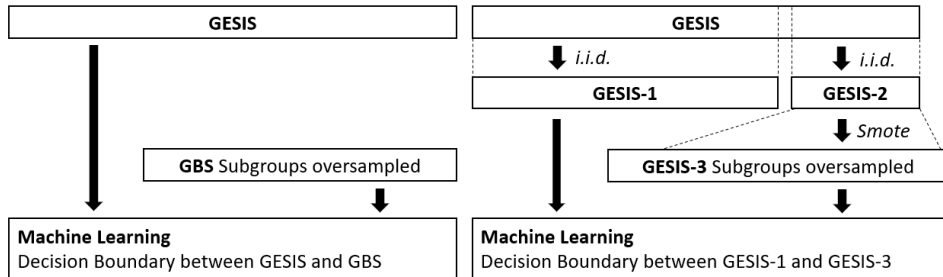 GESIS
GBS Subgroups oversampled
Machine Learning
Decision Boundary between GESIS and GBS
GESIS
i.i.d.
i.i.d.
GESIS-1
GESIS-2
Smote
GESIS-3 Subgroups oversampled
Machine Learning
Decision Boundary between GESIS-1 and GESIS-3